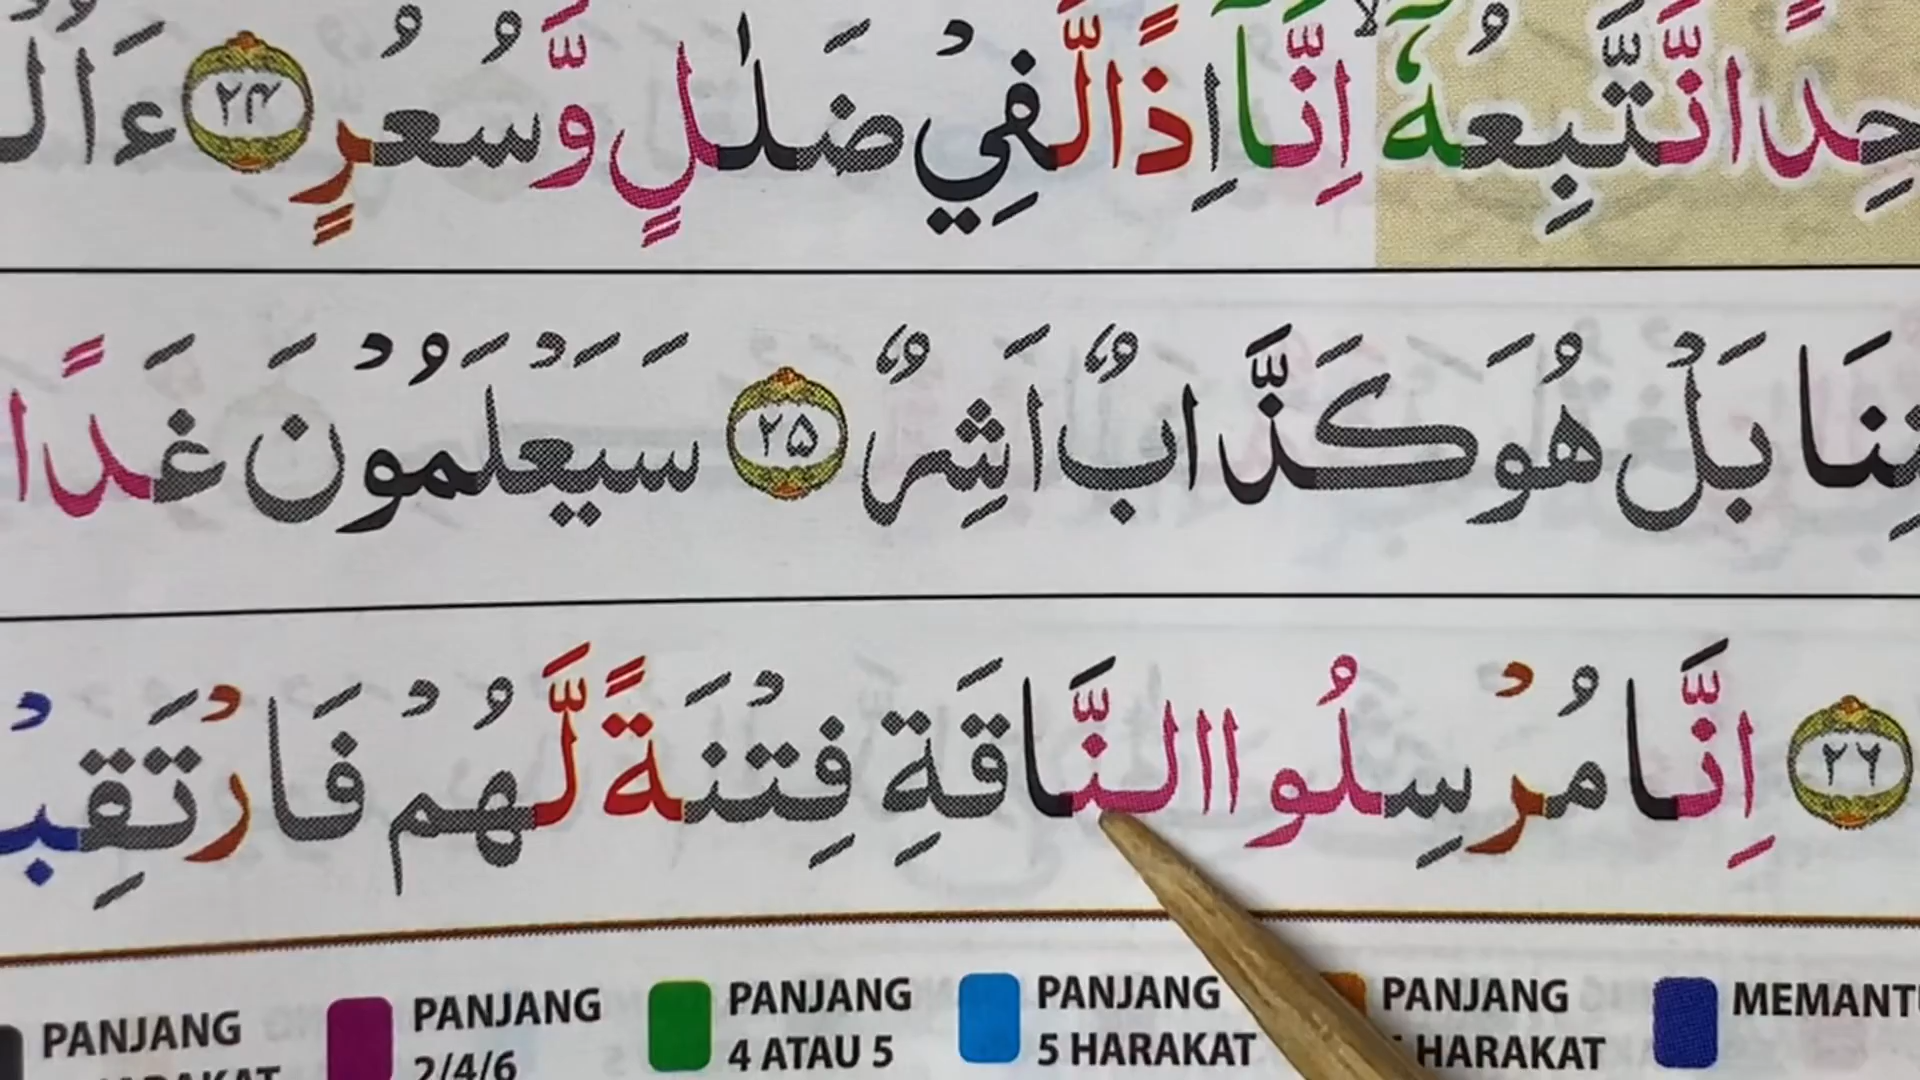 حِدًا نَّتَّبِعُهٗٓ ۙ اِنَّآ اِذًا لَّفِيْ ضَلٰلٍ وَّسُعُرٍ ٢٤ ءَاُل
تِنَا بَلْ هُوَ كَذَّابٌ اَشِرٌ ٢٥ سَيَعْلَمُوْنَ غَدًا
٢٦ اِنَّا مُرْسِلُوا النَّاقَةِ فِتْنَةً لَّهُمْ فَارْتَقِبْ
PANJANG PANJANG PANJANG PANJANG PANJANG MEMANTU
HARAKAT 2/4/6 4 ATAU 5 5 HARAKAT HARAKAT